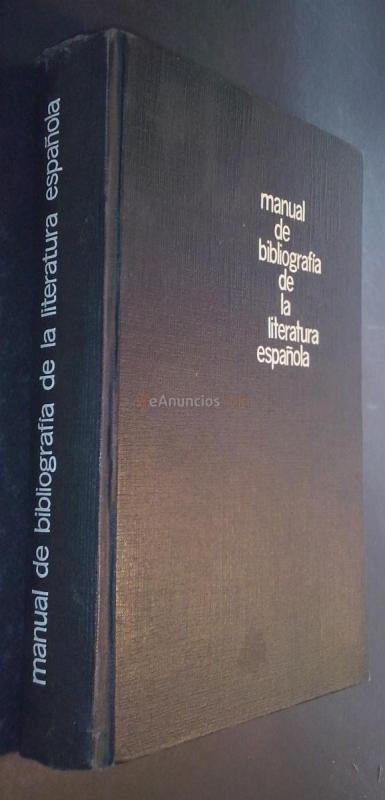 manual de bibliografía de la literatura española
manual
de
bibliografía
de
la
literatura
española
eAnuncios